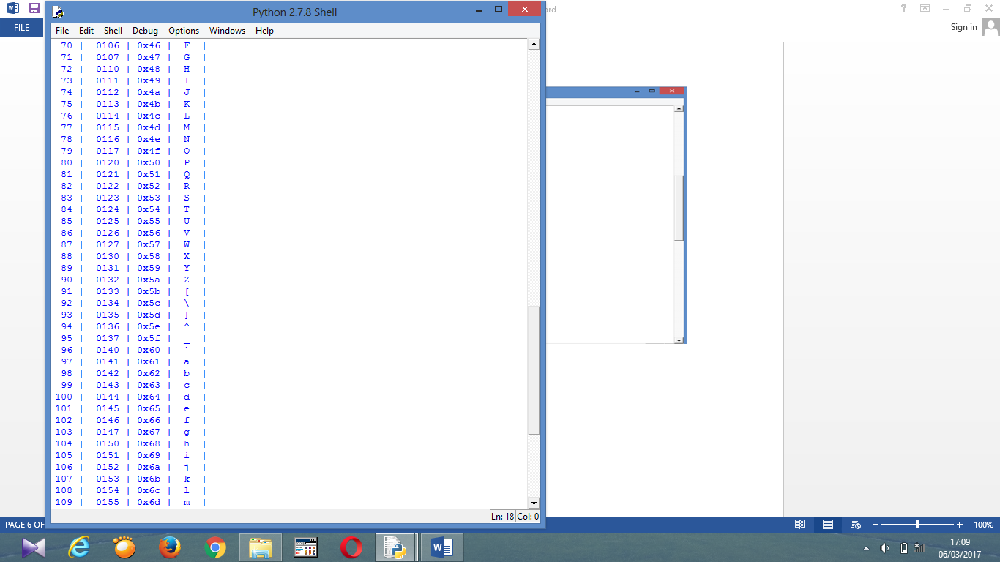 Python 2.7.8 Shell
ord
FILE
Sign in
File Edit Shell Debug Options Windows Help
70 | 0106 | 0x46 | F |
71 | 0107 | 0x47 | G |
72 | 0110 | 0x48 | H |
73 | 0111 | 0x49 | I |
74 | 0112 | 0x4a | J |
75 | 0113 | 0x4b | K |
76 | 0114 | 0x4c | L |
77 | 0115 | 0x4d | M |
78 | 0116 | 0x4e | N |
79 | 0117 | 0x4f | O |
80 | 0120 | 0x50 | P |
81 | 0121 | 0x51 | Q |
82 | 0122 | 0x52 | R |
83 | 0123 | 0x53 | S |
84 | 0124 | 0x54 | T |
85 | 0125 | 0x55 | U |
86 | 0126 | 0x56 | V |
87 | 0127 | 0x57 | W |
88 | 0130 | 0x58 | X |
89 | 0131 | 0x59 | Y |
90 | 0132 | 0x5a | Z |
91 | 0133 | 0x5b | [ |
92 | 0134 | 0x5c | \ |
93 | 0135 | 0x5d | ] |
94 | 0136 | 0x5e | ^ |
95 | 0137 | 0x5f | _ |
96 | 0140 | 0x60 | ` |
97 | 0141 | 0x61 | a |
98 | 0142 | 0x62 | b |
99 | 0143 | 0x63 | c |
100 | 0144 | 0x64 | d |
101 | 0145 | 0x65 | e |
102 | 0146 | 0x66 | f |
103 | 0147 | 0x67 | g |
104 | 0150 | 0x68 | h |
105 | 0151 | 0x69 | i |
106 | 0152 | 0x6a | j |
107 | 0153 | 0x6b | k |
108 | 0154 | 0x6c | l |
109 | 0155 | 0x6d | m |
Ln: 18 Col: 0
PAGE 6 OF
100%
17:09
06/03/2017